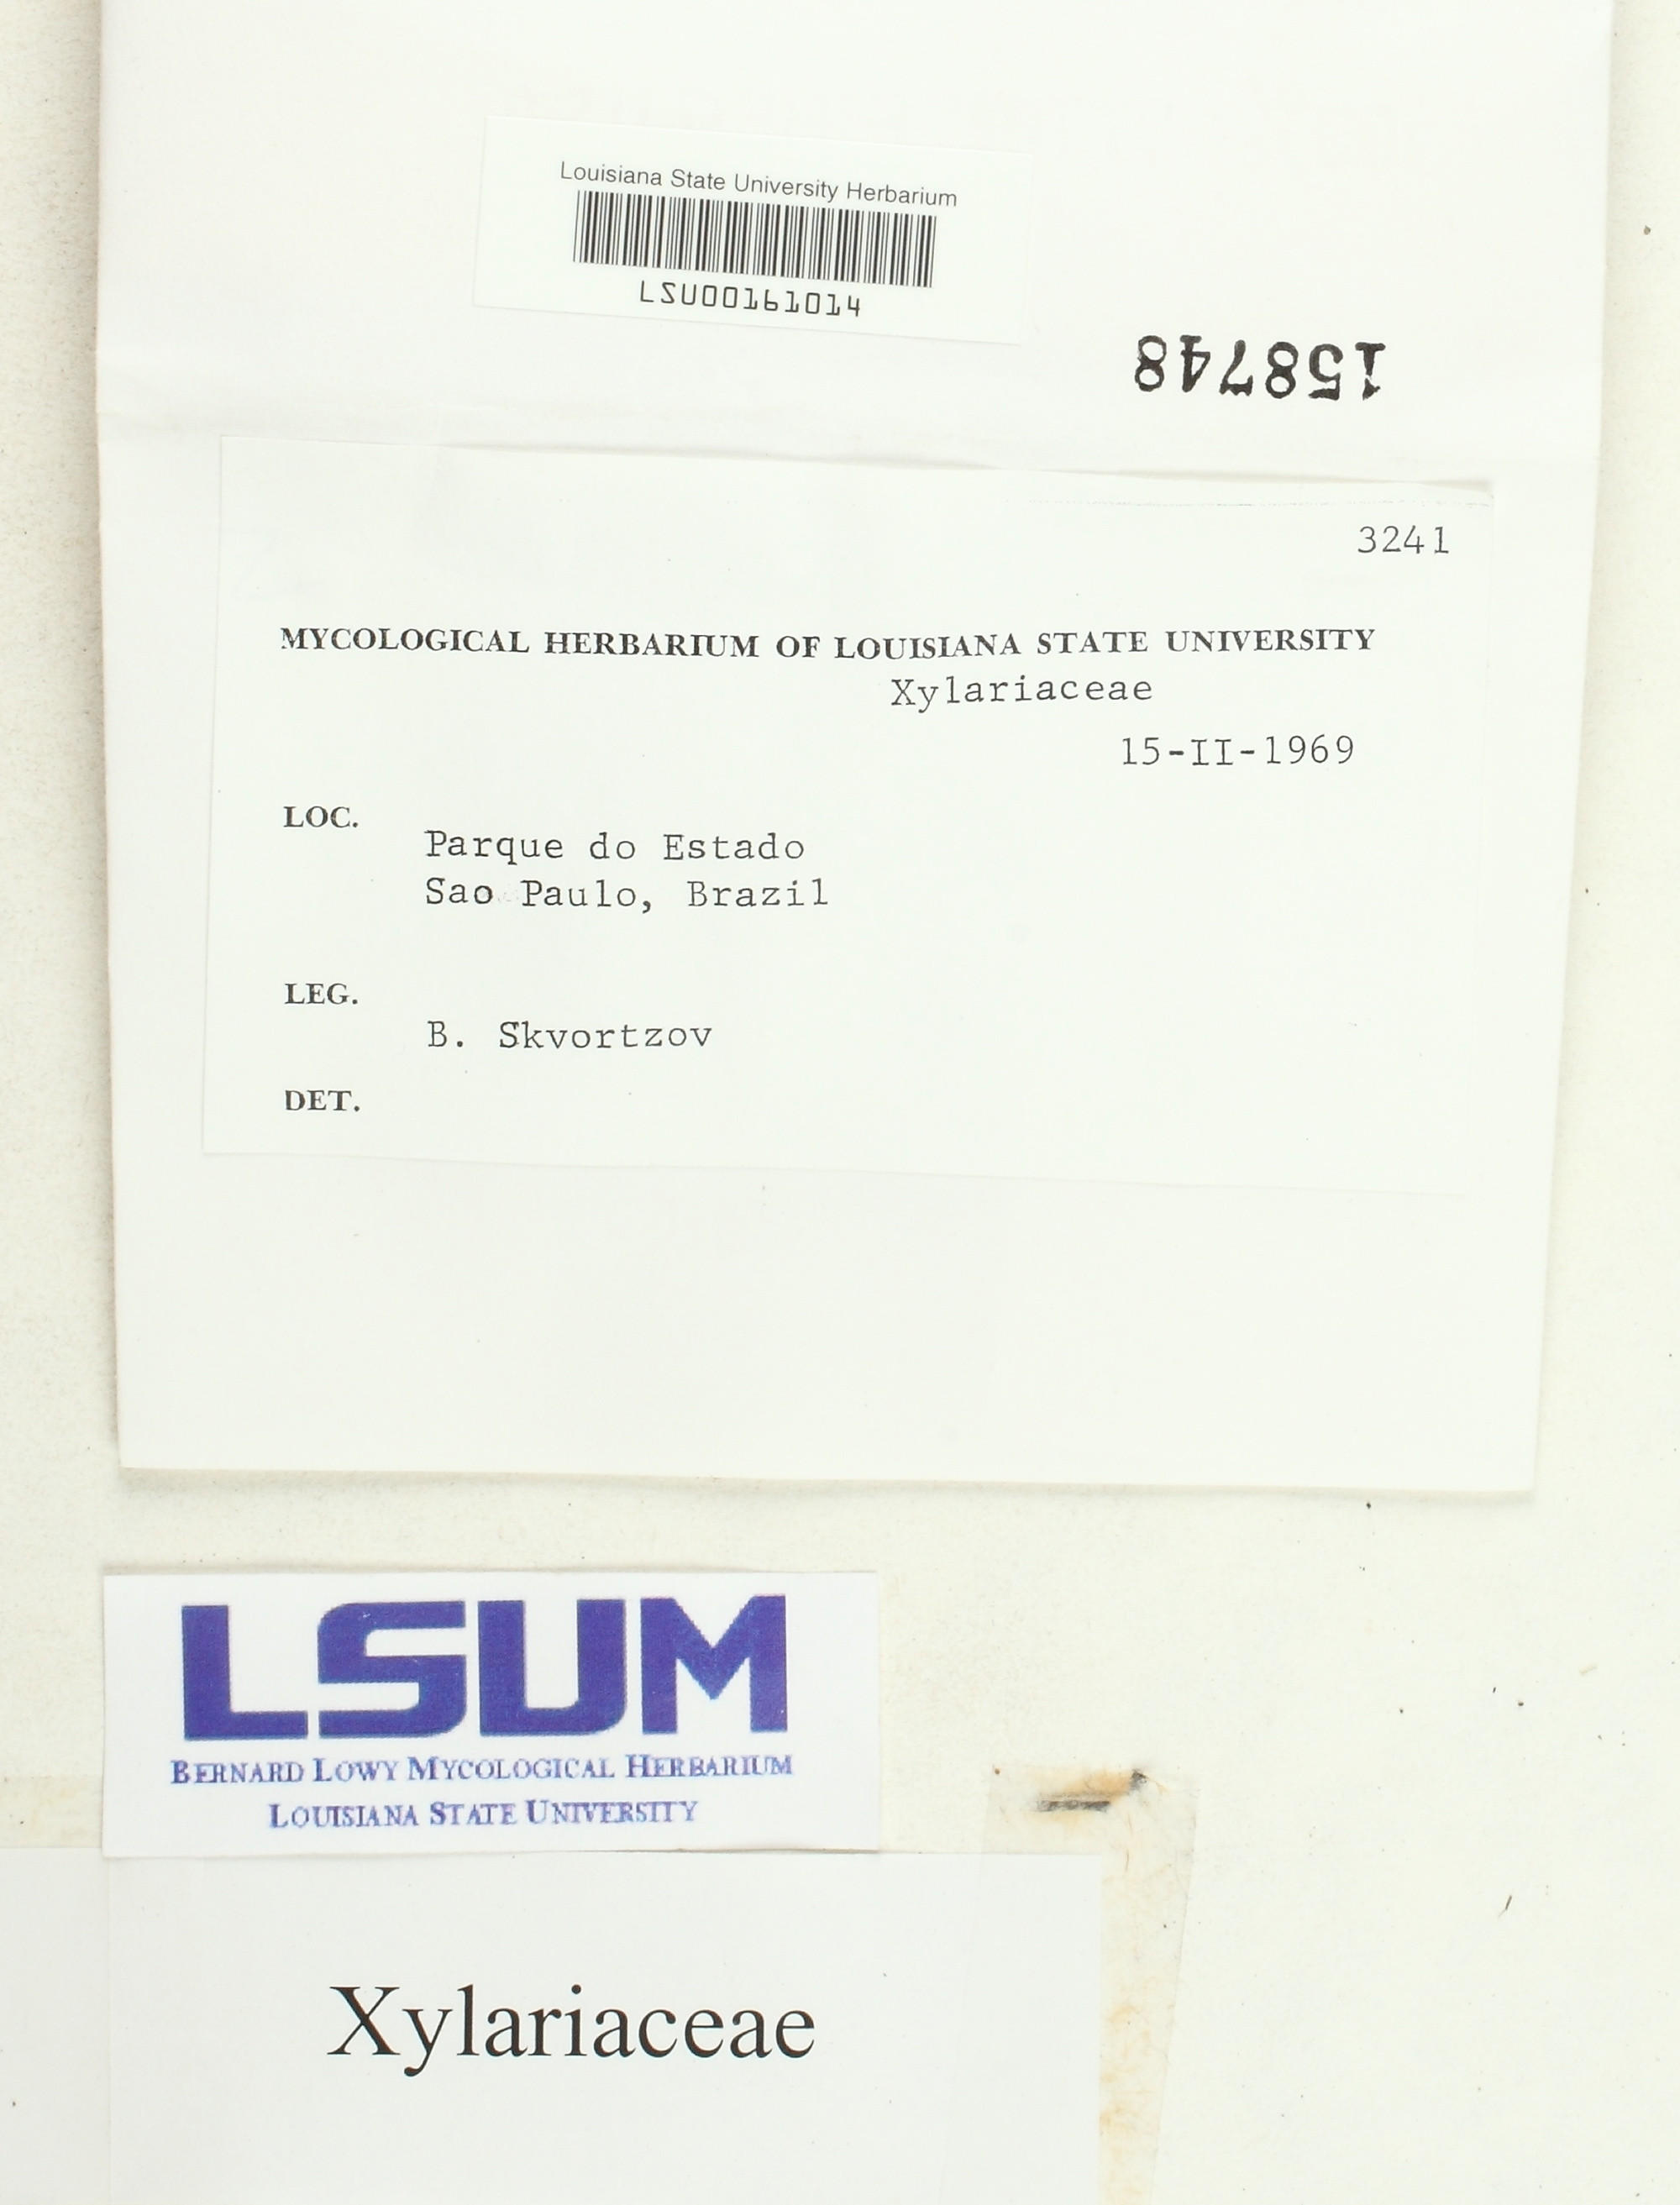 Louisiana State University Herbarium
LSU00161014
158748
3241
MYCOLOGICAL HERBARIUM OF LOUISIANA STATE UNIVERSITY
Xylariaceae
15-II-1969
LOC.
Parque do Estado
Sao Paulo, Brazil
LEG.
B. Skvortzov
DET.
LSUM
BERNARD LOWY MYCOLOGICAL HERBARIUM
LOUISIANA STATE UNIVERSITY
Xylariaceae